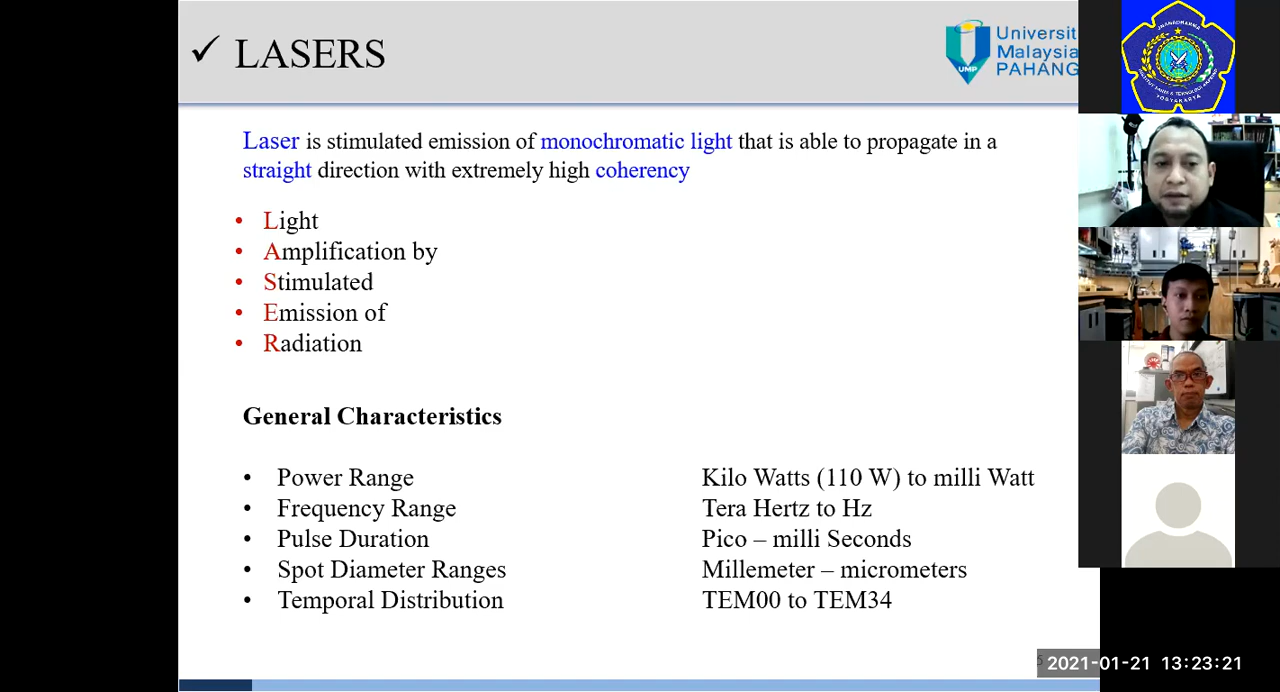 ✓ LASERS
Universit
Malaysia
PAHANG
UMP
Laser is stimulated emission of monochromatic light that is able to propagate in a
straight direction with extremely high coherency
• Light
• Amplification by
• Stimulated
• Emission of
• Radiation
General Characteristics
• Power Range Kilo Watts (110 W) to milli Watt
• Frequency Range Tera Hertz to Hz
• Pulse Duration Pico – milli Seconds
• Spot Diameter Ranges Millemeter – micrometers
• Temporal Distribution TEM00 to TEM34
2021-01-21 13:23:21
YOGYAKARTA